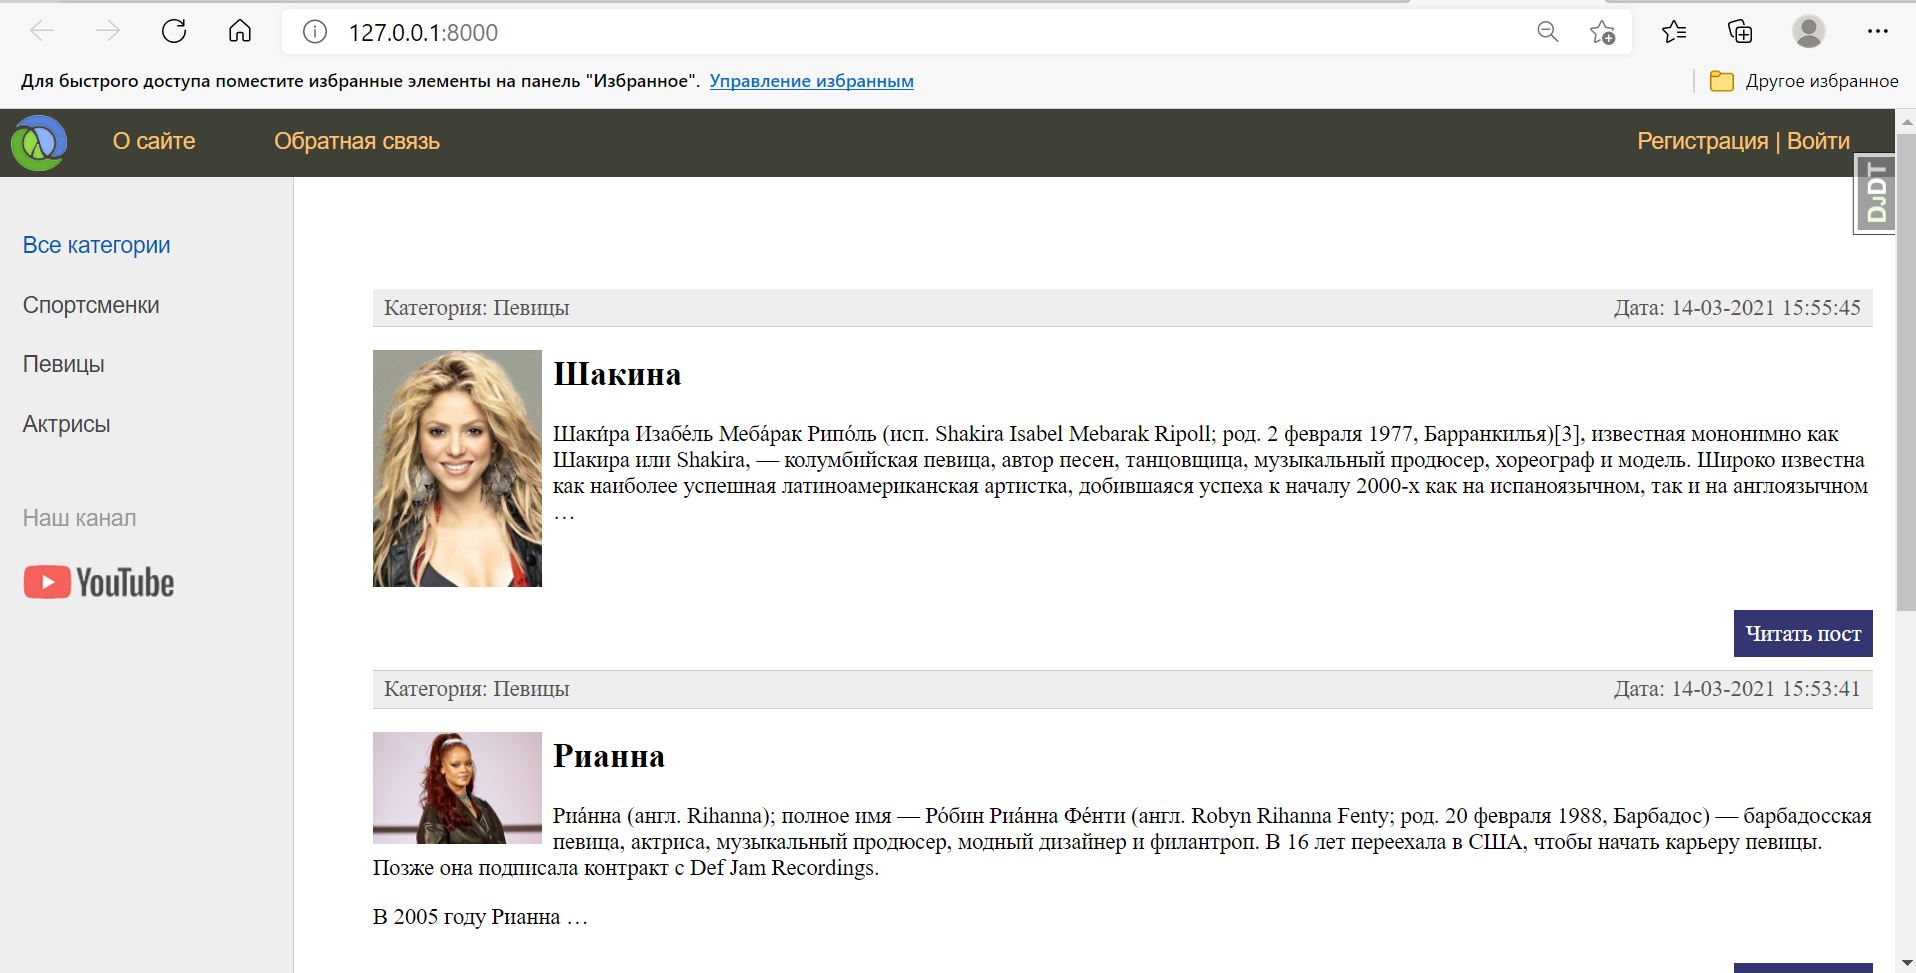 127.0.0.1:8000
Для быстрого доступа поместите избранные элементы на панель "Избранное". Управление избранным
Другое избранное
О сайте
Обратная связь
Регистрация | Войти
DJDT
Все категории
Спортсменки
Певицы
Актрисы
Наш канал
YouTube
Категория: Певицы
Дата: 14-03-2021 15:55:45
Шакина
Шаки́ра Изабе́ль Меба́рак Рипо́ль (исп. Shakira Isabel Mebarak Ripoll; род. 2 февраля 1977, Барранкилья)[3], известная мононимно как
Шакира или Shakira, — колумбийская певица, автор песен, танцовщица, музыкальный продюсер, хореограф и модель. Широко известна
как наиболее успешная латиноамериканская артистка, добившаяся успеха к началу 2000-х как на испаноязычном, так и на англоязычном
…
Читать пост
Категория: Певицы
Дата: 14-03-2021 15:53:41
Рианна
Риа́нна (англ. Rihanna); полное имя — Ро́бин Риа́нна Фе́нти (англ. Robyn Rihanna Fenty; род. 20 февраля 1988, Барбадос) — барбадосская
певица, актриса, музыкальный продюсер, модный дизайнер и филантроп. В 16 лет переехала в США, чтобы начать карьеру певицы.
Позже она подписала контракт с Def Jam Recordings.
В 2005 году Рианна …